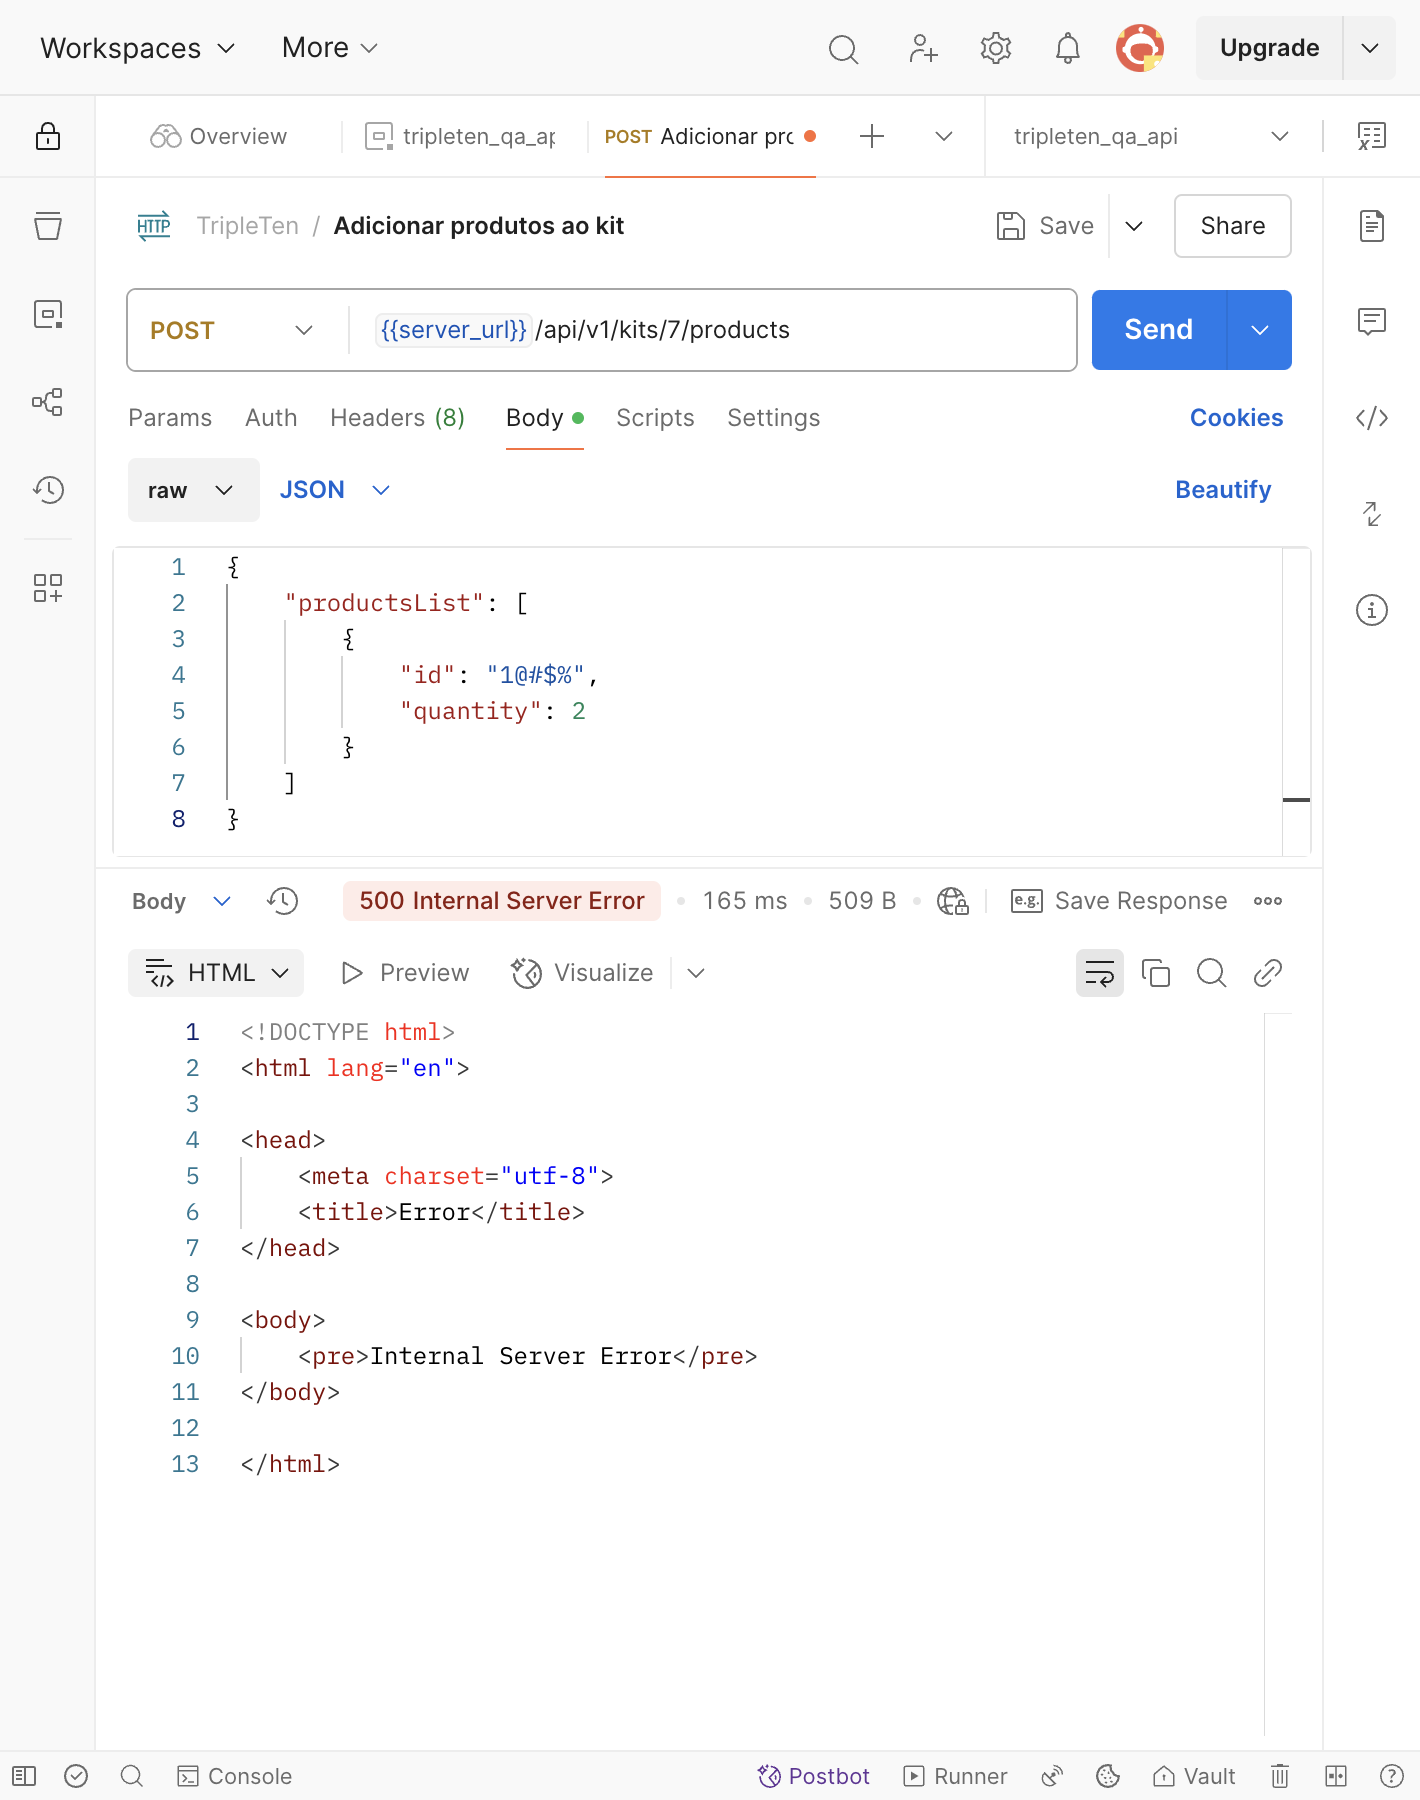 Workspaces More Upgrade
Overview tripleten_qa_ap POST Adicionar pro tripleten_qa_api
HTTP TripleTen / Adicionar produtos ao kit Save Share
POST {{server_url}}/api/v1/kits/7/products Send
Params Auth Headers (8) Body Scripts Settings Cookies
raw JSON Beautify
1 {
2 "productsList": [
3 {
4 "id": "1@#$%",
5 "quantity": 2
6 }
7 ]
8 }
Body 500 Internal Server Error • 165 ms • 509 B • e.g. Save Response
HTML Preview Visualize
1 <!DOCTYPE html>
2 <html lang="en">
3
4 <head>
5 <meta charset="utf-8">
6 <title>Error</title>
7 </head>
8
9 <body>
10 <pre>Internal Server Error</pre>
11 </body>
12
13 </html>
Console Postbot Runner Vault